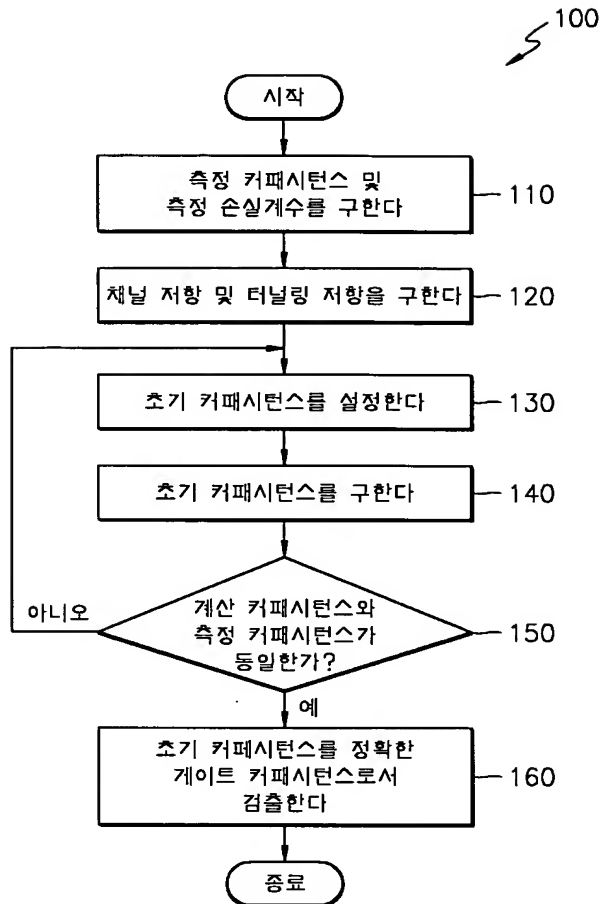 100
시작
측정 커패시턴스 및
측정 손실계수를 구한다
110
채널 저항 및 터널링 저항을 구한다
120
초기 커패시턴스를 설정한다
130
초기 커패시턴스를 구한다
140
아니오
계산 커패시턴스와
측정 커패시턴스가
동일한가?
150
예
초기 커페시턴스를 정확한
게이트 커패시턴스로서
검출한다
160
종료